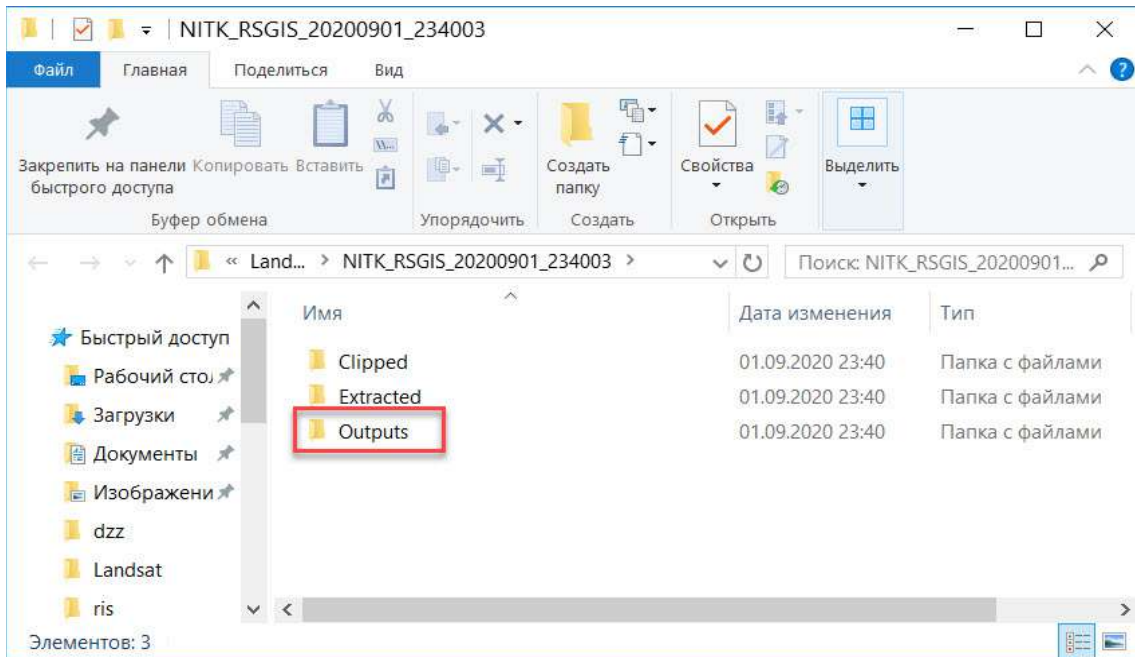 NITK_RSGIS_20200901_234003
Файл Главная Поделиться Вид
Закрепить на панели быстрого доступа
Копировать
Вставить
W...
Создать папку
Свойства
Выделить
Буфер обмена
Упорядочить
Создать
Открыть
« Land... > NITK_RSGIS_20200901_234003 >
Поиск: NITK_RSGIS_20200901...
Быстрый доступ
Рабочий стол
Загрузки
Документы
Изображени
dzz
Landsat
ris
Имя Дата изменения Тип
Clipped 01.09.2020 23:40 Папка с файлами
Extracted 01.09.2020 23:40 Папка с файлами
Outputs 01.09.2020 23:40 Папка с файлами
Элементов: 3